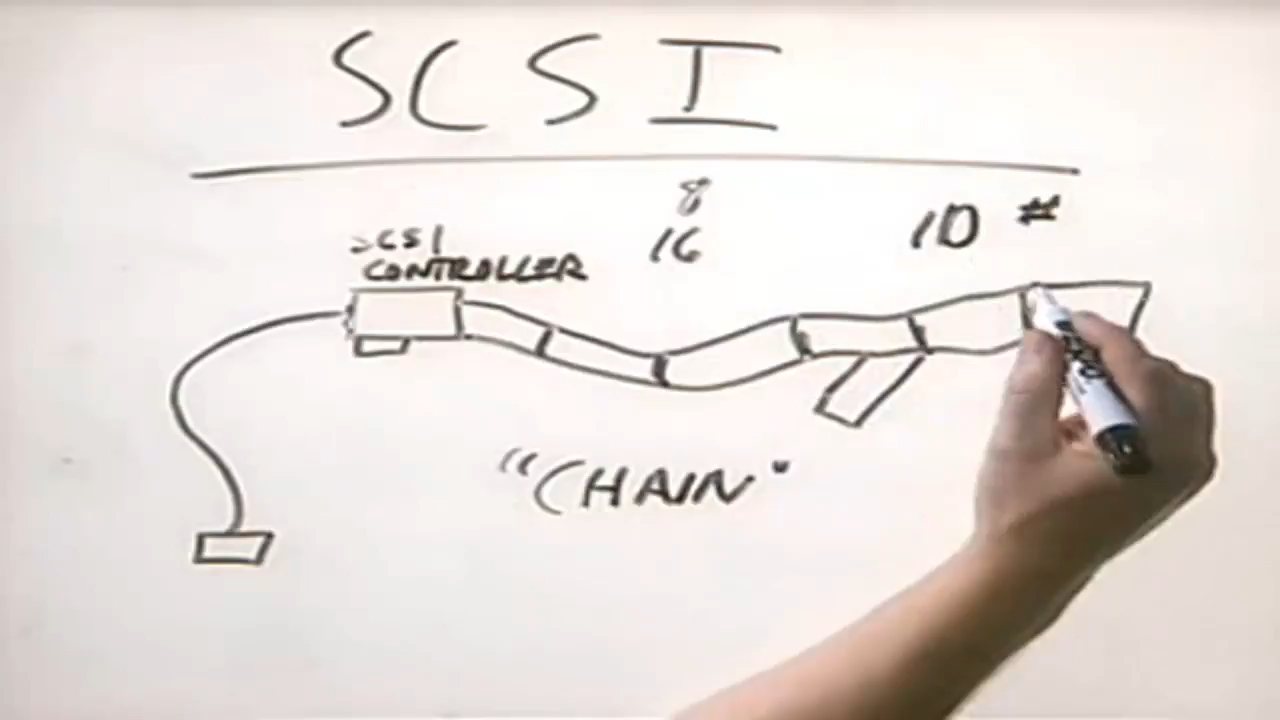 SCSI
8
16
ID #
SCSI
CONTROLLER
"CHAIN"